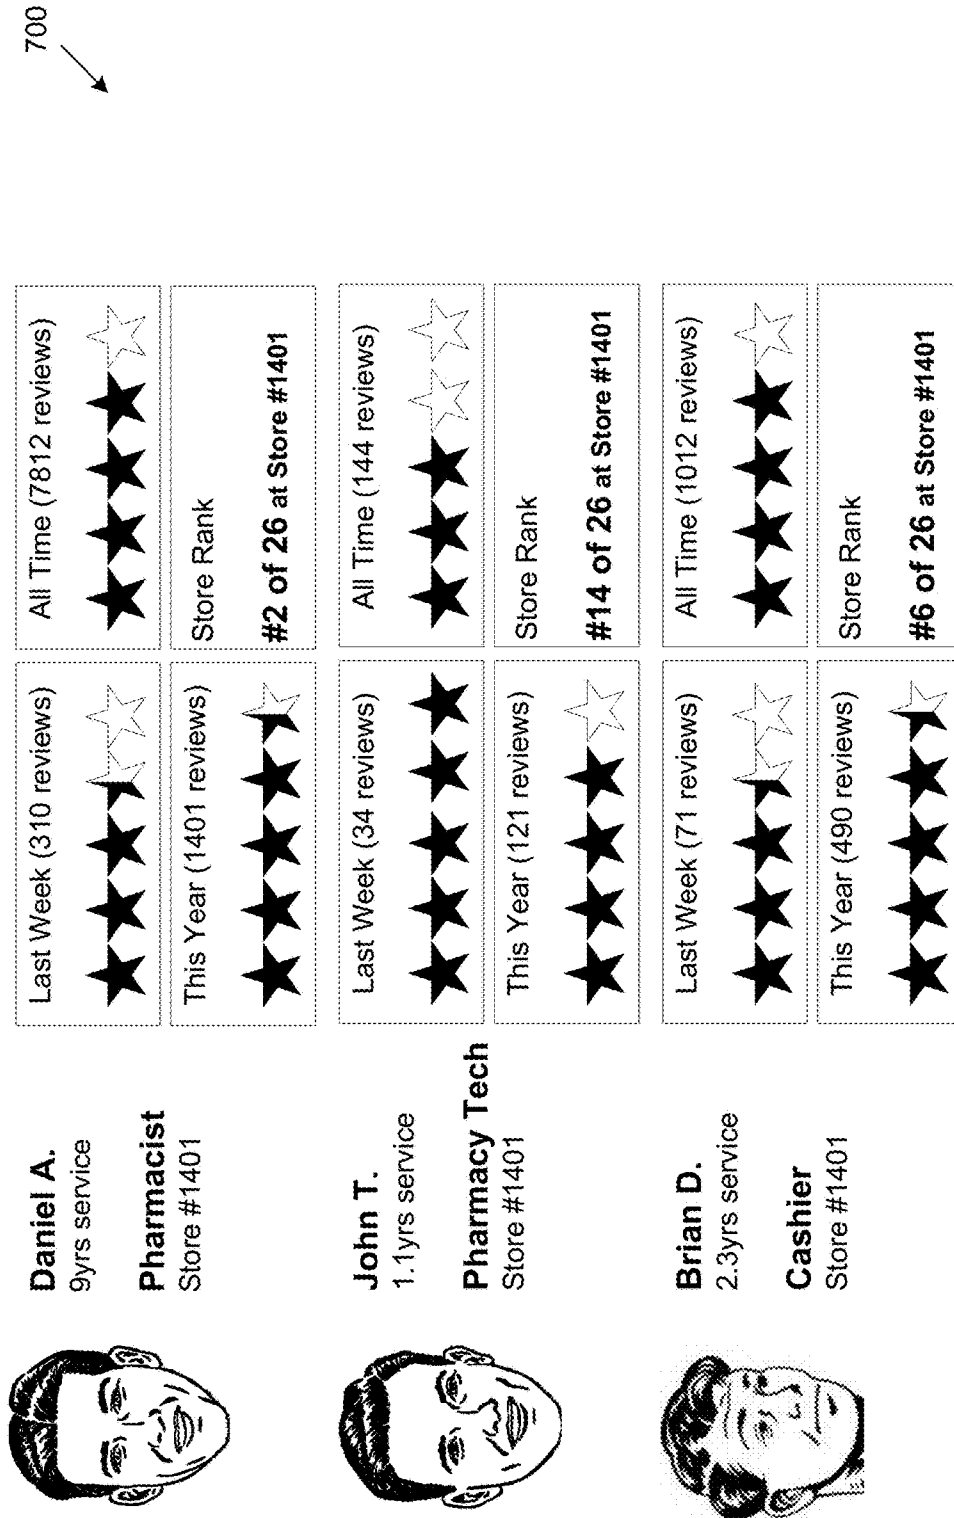 700
Daniel A.
9yrs service
Pharmacist
Store #1401
Last Week (310 reviews)
All Time (7812 reviews)
This Year (1401 reviews)
Store Rank
#2 of 26 at Store #1401
John T.
1.1yrs service
Pharmacy Tech
Store #1401
Last Week (34 reviews)
All Time (144 reviews)
This Year (121 reviews)
Store Rank
#14 of 26 at Store #1401
Brian D.
2.3yrs service
Cashier
Store #1401
Last Week (71 reviews)
All Time (1012 reviews)
This Year (490 reviews)
Store Rank
#6 of 26 at Store #1401